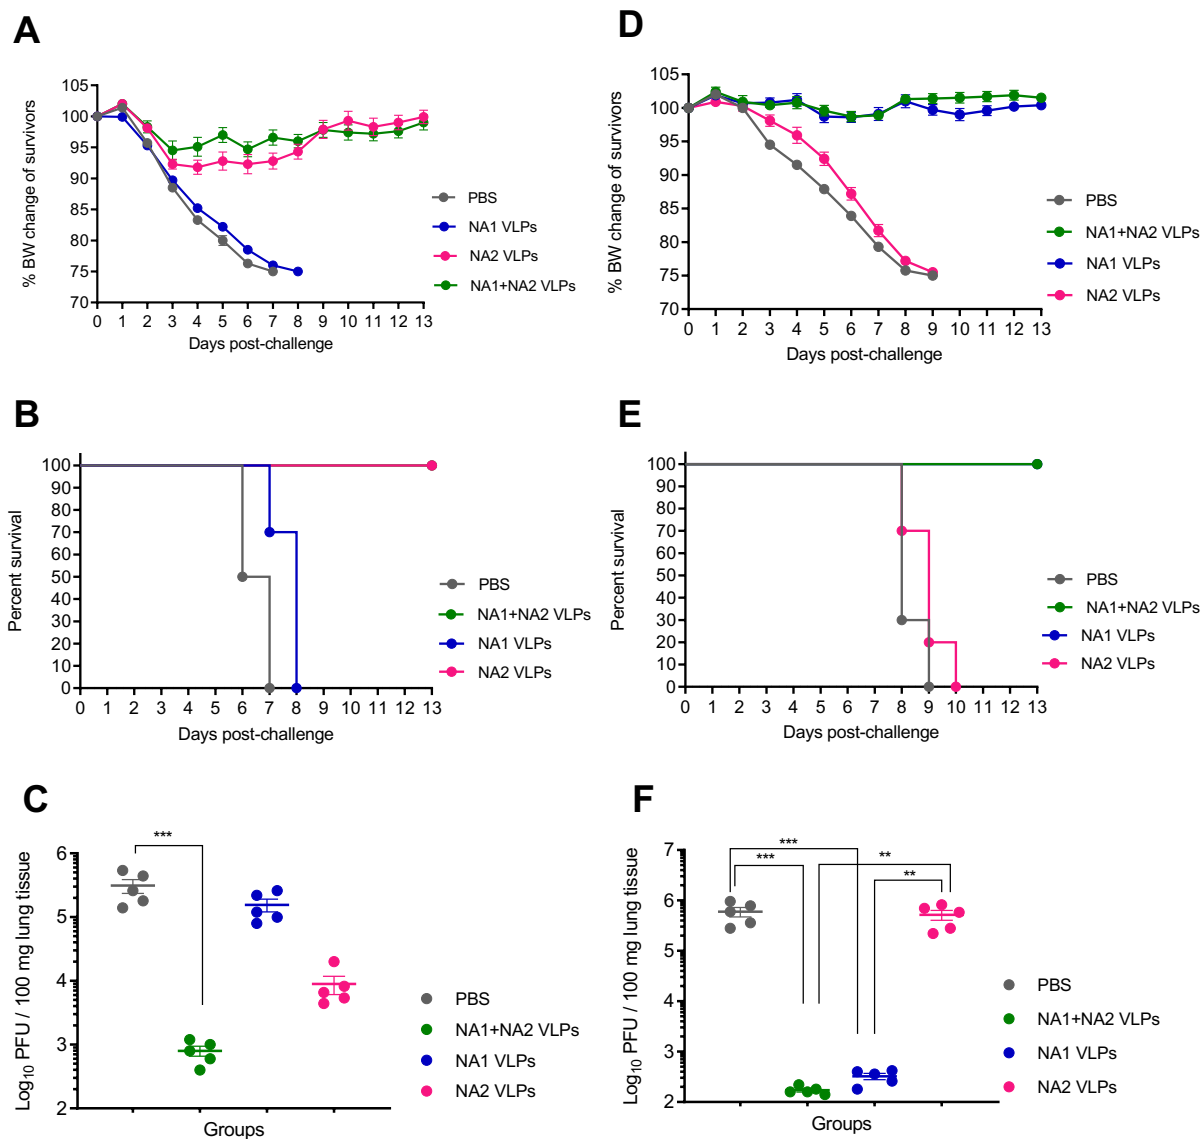 A
% BW change of survivors
105
100
95
90
85
80
75
70
0 1 2 3 4 5 6 7 8 9 10 11 12 13
Days post-challenge
PBS
NA1 VLPs
NA2 VLPs
NA1+NA2 VLPs
D
% BW change of survivors
105
100
95
90
85
80
75
70
0 1 2 3 4 5 6 7 8 9 10 11 12 13
Days post-challenge
PBS
NA1+NA2 VLPs
NA1 VLPs
NA2 VLPs
B
Percent survival
100
90
80
70
60
50
40
30
20
10
0
0 1 2 3 4 5 6 7 8 9 10 11 12 13
Days post-challenge
PBS
NA1+NA2 VLPs
NA1 VLPs
NA2 VLPs
E
Percent survival
100
90
80
70
60
50
40
30
20
10
0
0 1 2 3 4 5 6 7 8 9 10 11 12 13
Days post-challenge
PBS
NA1+NA2 VLPs
NA1 VLPs
NA2 VLPs
C
Log10 PFU / 100 mg lung tissue
***
6
5
4
3
2
Groups
PBS
NA1+NA2 VLPs
NA1 VLPs
NA2 VLPs
F
Log10 PFU / 100 mg lung tissue
***
***
**
**
7
6
5
4
3
2
Groups
PBS
NA1+NA2 VLPs
NA1 VLPs
NA2 VLPs